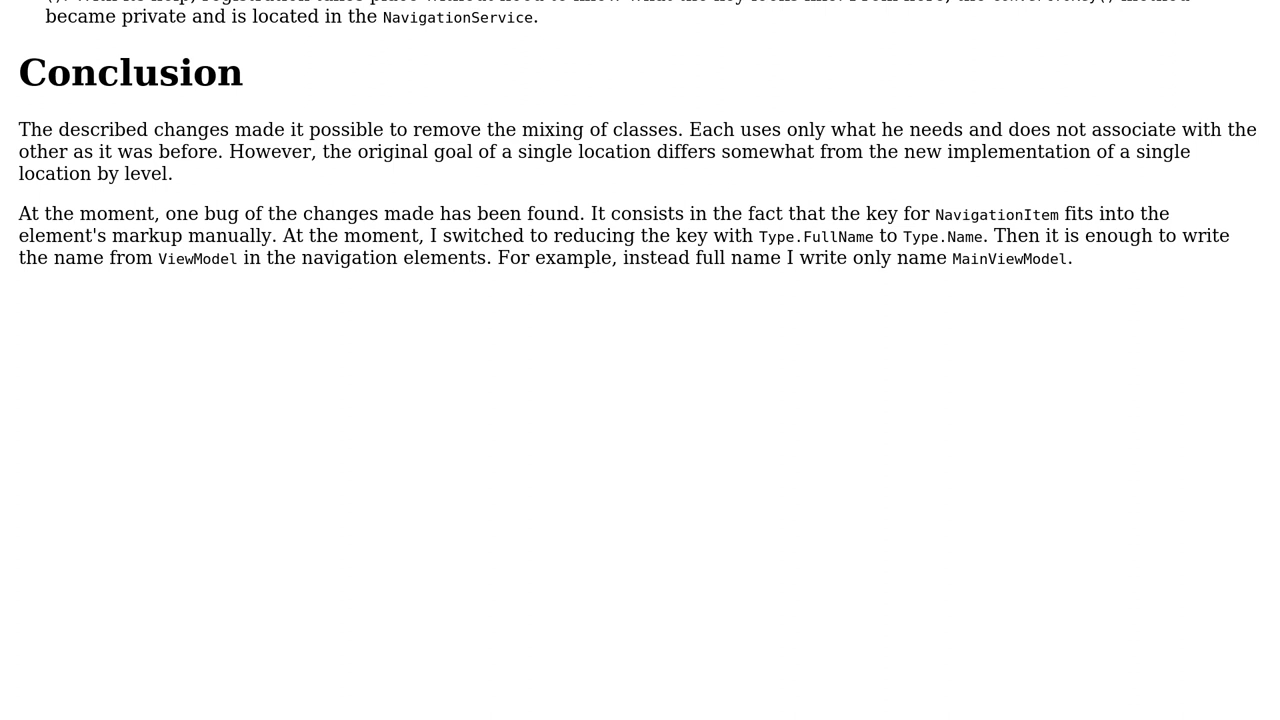 became private and is located in the NavigationService.
Conclusion
The described changes made it possible to remove the mixing of classes. Each uses only what he needs and does not associate with the
other as it was before. However, the original goal of a single location differs somewhat from the new implementation of a single
location by level.
At the moment, one bug of the changes made has been found. It consists in the fact that the key for NavigationItem fits into the
element's markup manually. At the moment, I switched to reducing the key with Type.FullName to Type.Name. Then it is enough to write
the name from ViewModel in the navigation elements. For example, instead full name I write only name MainViewModel.